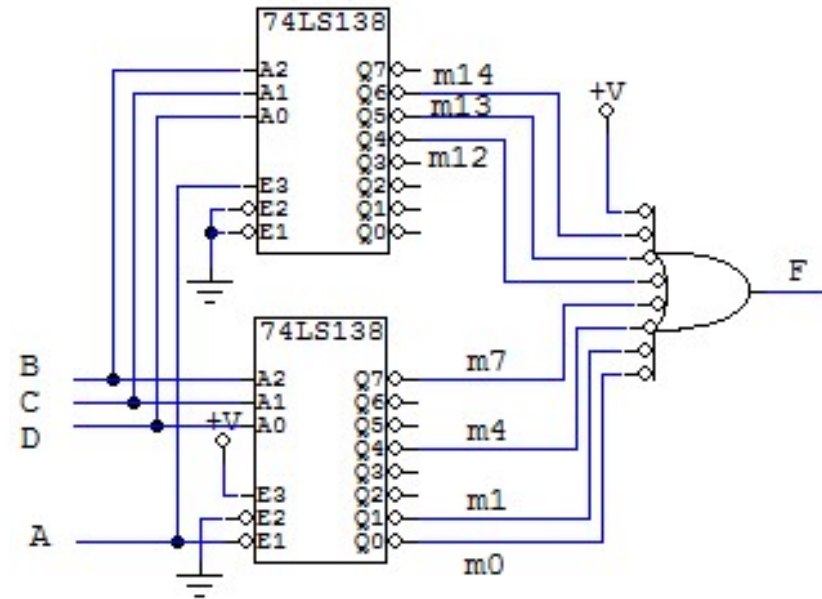 74LS138
A2 Q7
A1 Q6
A0 Q5
Q4
Q3
E3 Q2
E2 Q1
E1 Q0
m14
m13
m12
+V
F
74LS138
B
C
D
A
+V
A2 Q7
A1 Q6
A0 Q5
Q4
Q3
E3 Q2
E2 Q1
E1 Q0
m7
m4
m1
m0